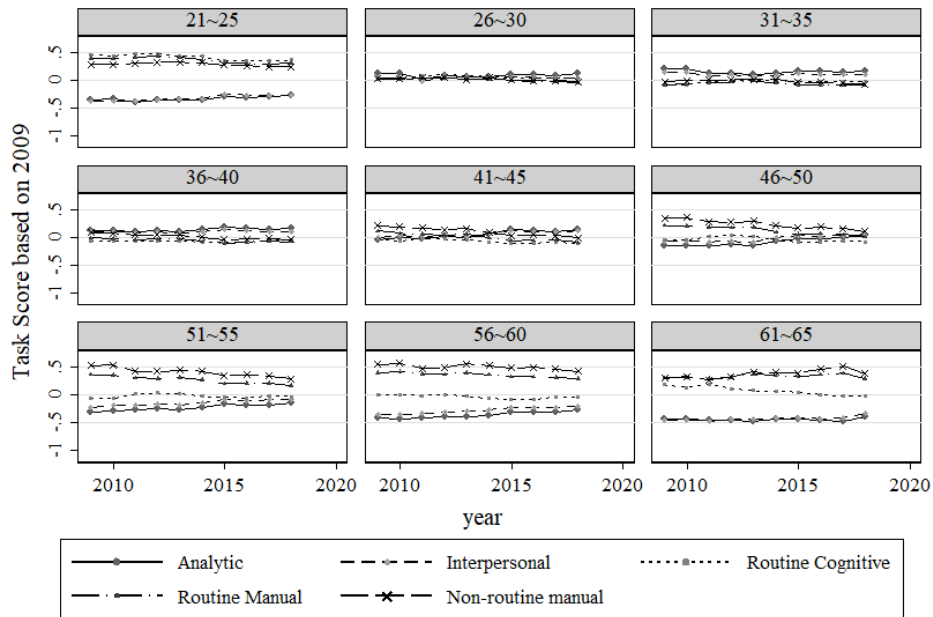 21~25 26~30 31~35
.5
0
-.5
-1
36~40 41~45 46~50
.5
0
-.5
-1
51~55 56~60 61~65
.5
0
-.5
-1
Task Score based on 2009
2010 2015 2020 2010 2015 2020 2010 2015 2020
year
Analytic Interpersonal Routine Cognitive
Routine Manual Non-routine manual